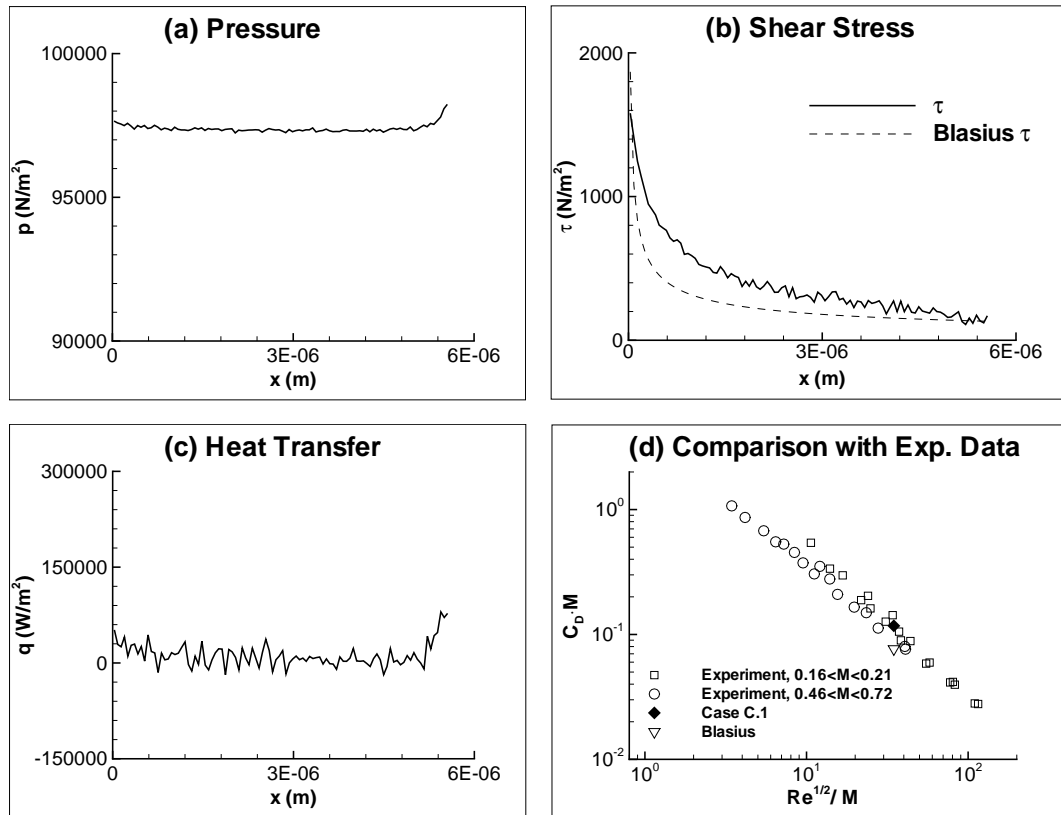 (a) Pressure
100000
95000
90000
p (N/m²)
0
3E-06
6E-06
x (m)
(b) Shear Stress
2000
1000
0
τ (N/m²)
τ
Blasius τ
0
3E-06
6E-06
x (m)
(c) Heat Transfer
300000
150000
0
-150000
q (W/m²)
0
3E-06
6E-06
x (m)
(d) Comparison with Exp. Data
10⁰
10⁻¹
10⁻²
C_D·M
Experiment, 0.16<M<0.21
Experiment, 0.46<M<0.72
Case C.1
Blasius
10⁰
10¹
10²
Re^{1/2}/ M